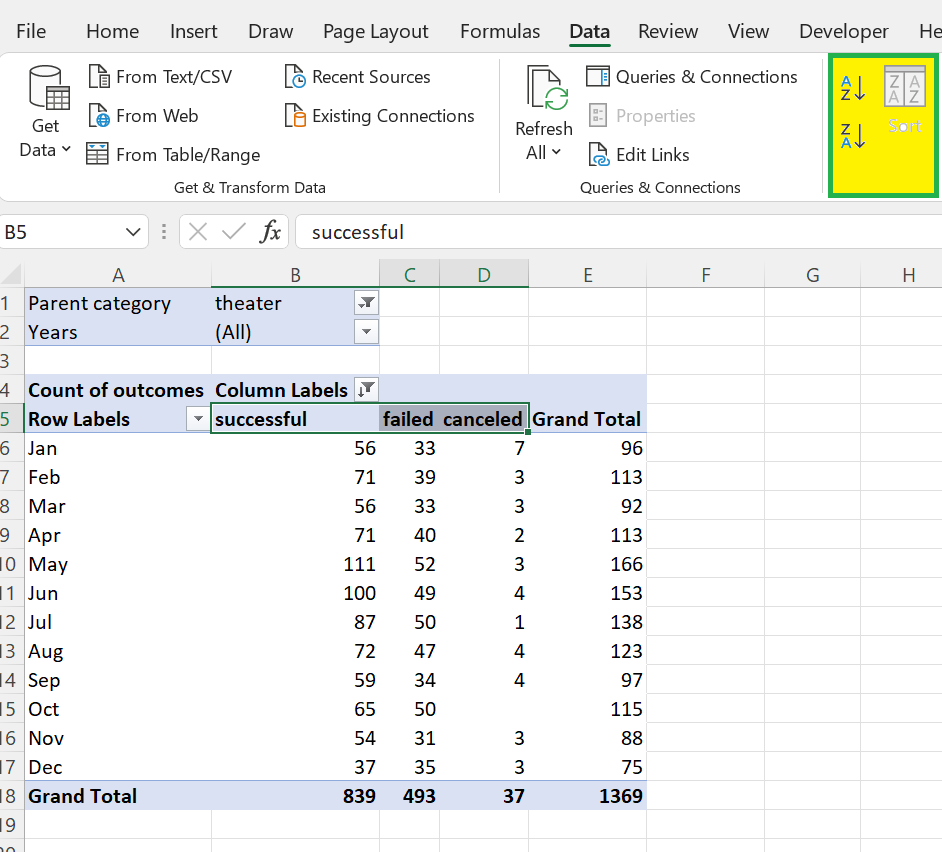 File Home Insert Draw Page Layout Formulas Data Review View Developer He
From Text/CSV Recent Sources Queries & Connections
Get Data From Web Existing Connections Refresh All Properties Sort
From Table/Range Edit Links
Get & Transform Data Queries & Connections
B5 fx successful
A B C D E F G H
1 Parent category theater
2 Years (All)
3
4 Count of outcomes Column Labels
5 Row Labels successful failed canceled Grand Total
6 Jan 56 33 7 96
7 Feb 71 39 3 113
8 Mar 56 33 3 92
9 Apr 71 40 2 113
10 May 111 52 3 166
11 Jun 100 49 4 153
12 Jul 87 50 1 138
13 Aug 72 47 4 123
14 Sep 59 34 4 97
15 Oct 65 50 115
16 Nov 54 31 3 88
17 Dec 37 35 3 75
18 Grand Total 839 493 37 1369
19